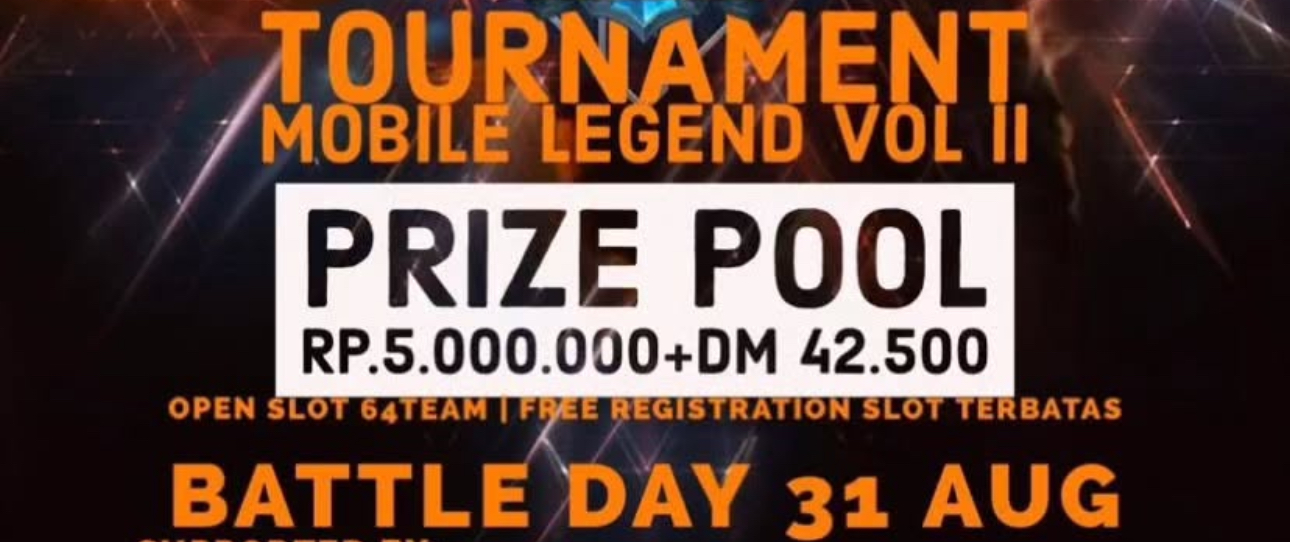 TOURNAMENT
MOBILE LEGEND VOL II
PRIZE POOL
RP.5.000.000+DM 42.500
OPEN SLOT 64TEAM | FREE REGISTRATION SLOT TERBATAS
BATTLE DAY 31 AUG